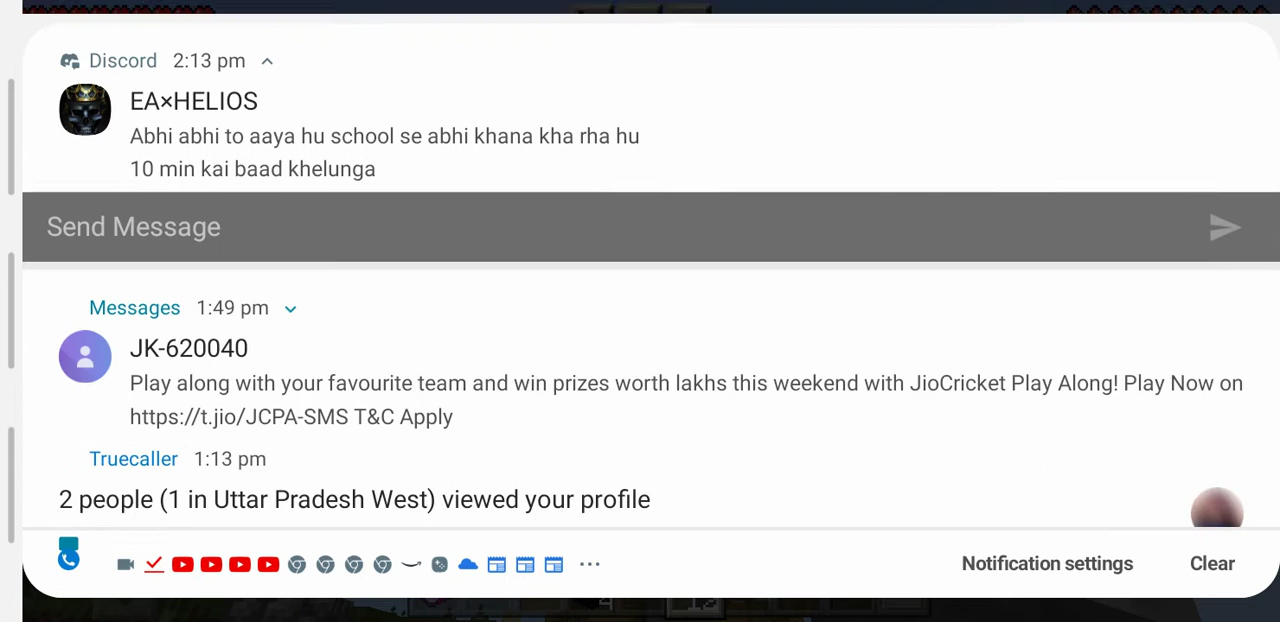 Discord 2:13 pm
EA×HELIOS
Abhi abhi to aaya hu school se abhi khana kha rha hu
10 min kai baad khelunga
Send Message
Messages 1:49 pm
JK-620040
Play along with your favourite team and win prizes worth lakhs this weekend with JioCricket Play Along! Play Now on
https://t.jio/JCPA-SMS T&C Apply
Truecaller 1:13 pm
2 people (1 in Uttar Pradesh West) viewed your profile
Notification settings Clear